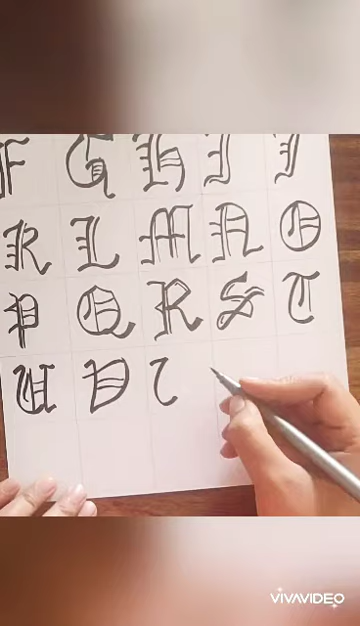 F G H I J
K L M N O
P Q R S T
U V
VIVAVIDEO